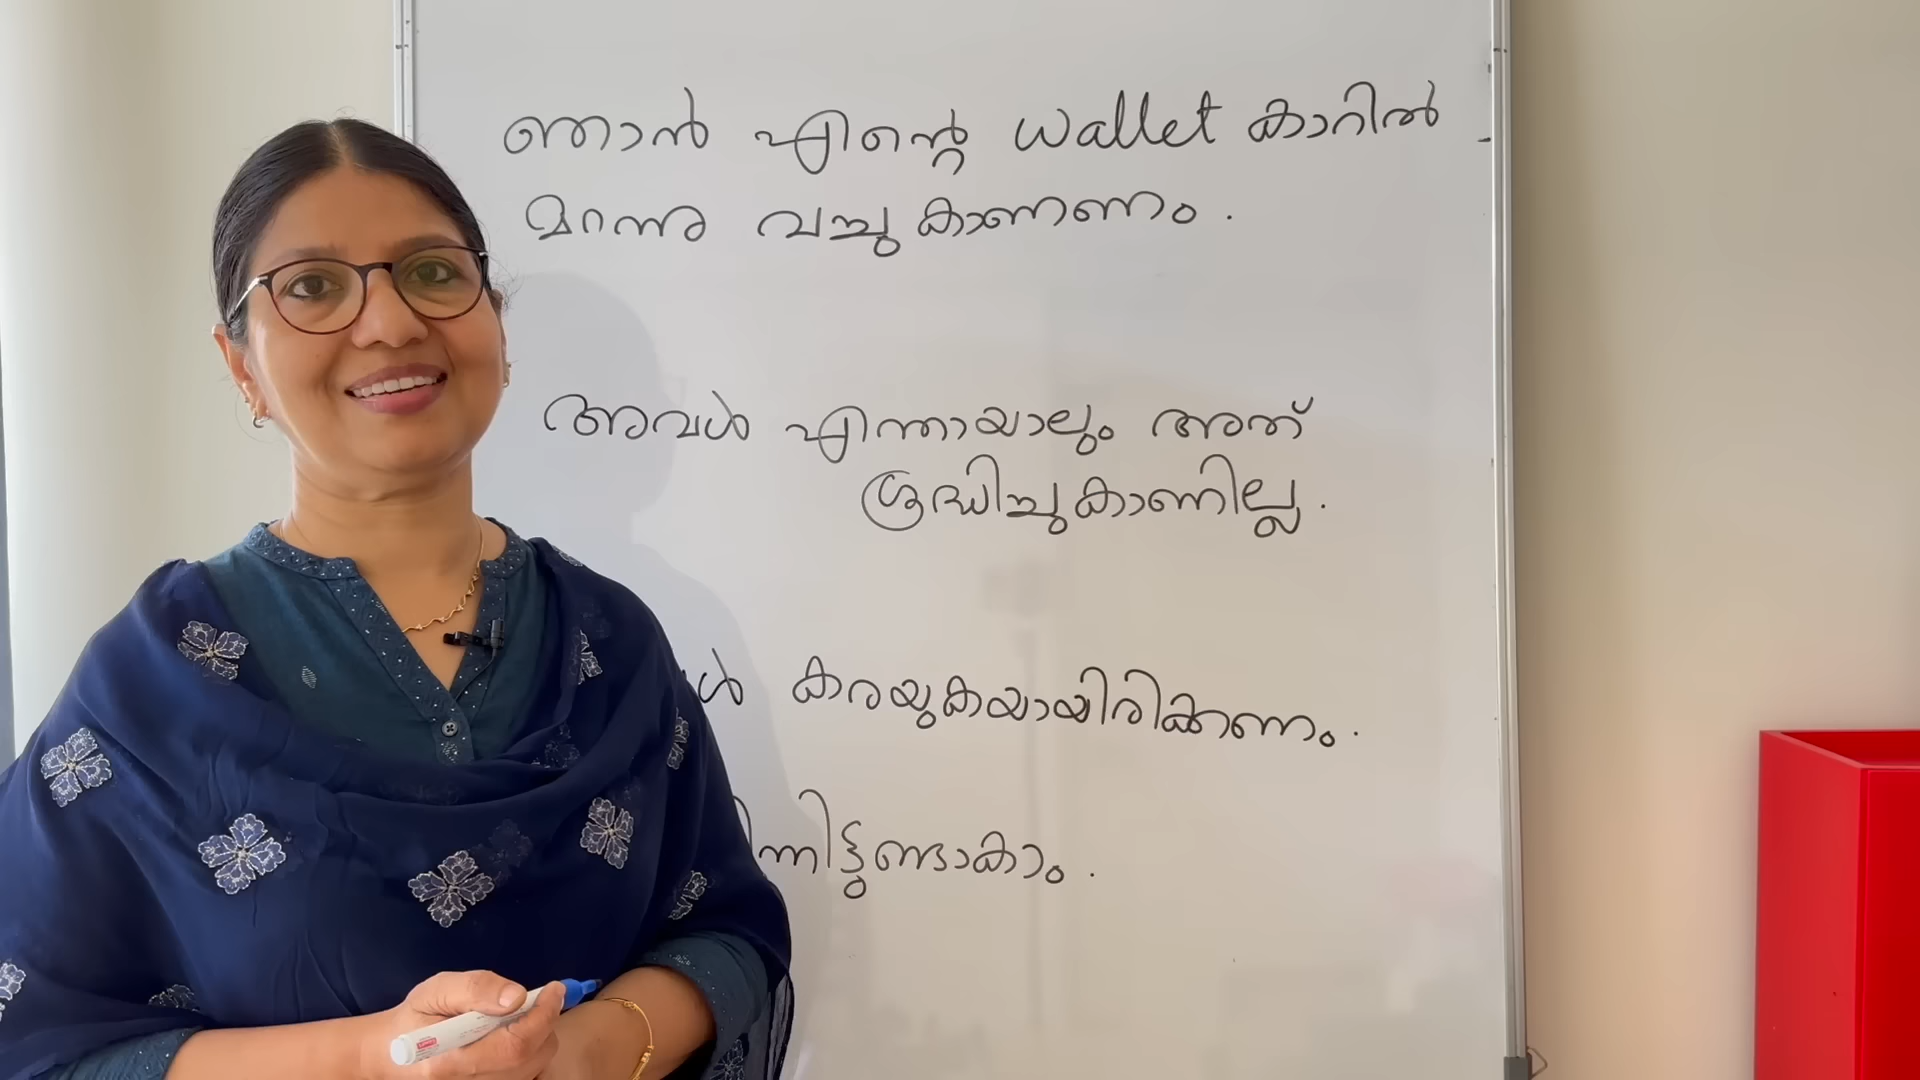 ഞാൻ എന്റെ wallet കാറിൽ
മറന്നു വച്ചുകാണണം.
അവൾ എന്തായാലും അത്
ശ്രദ്ധിച്ചുകാണില്ല.
കരയുകയായിരിക്കണം.